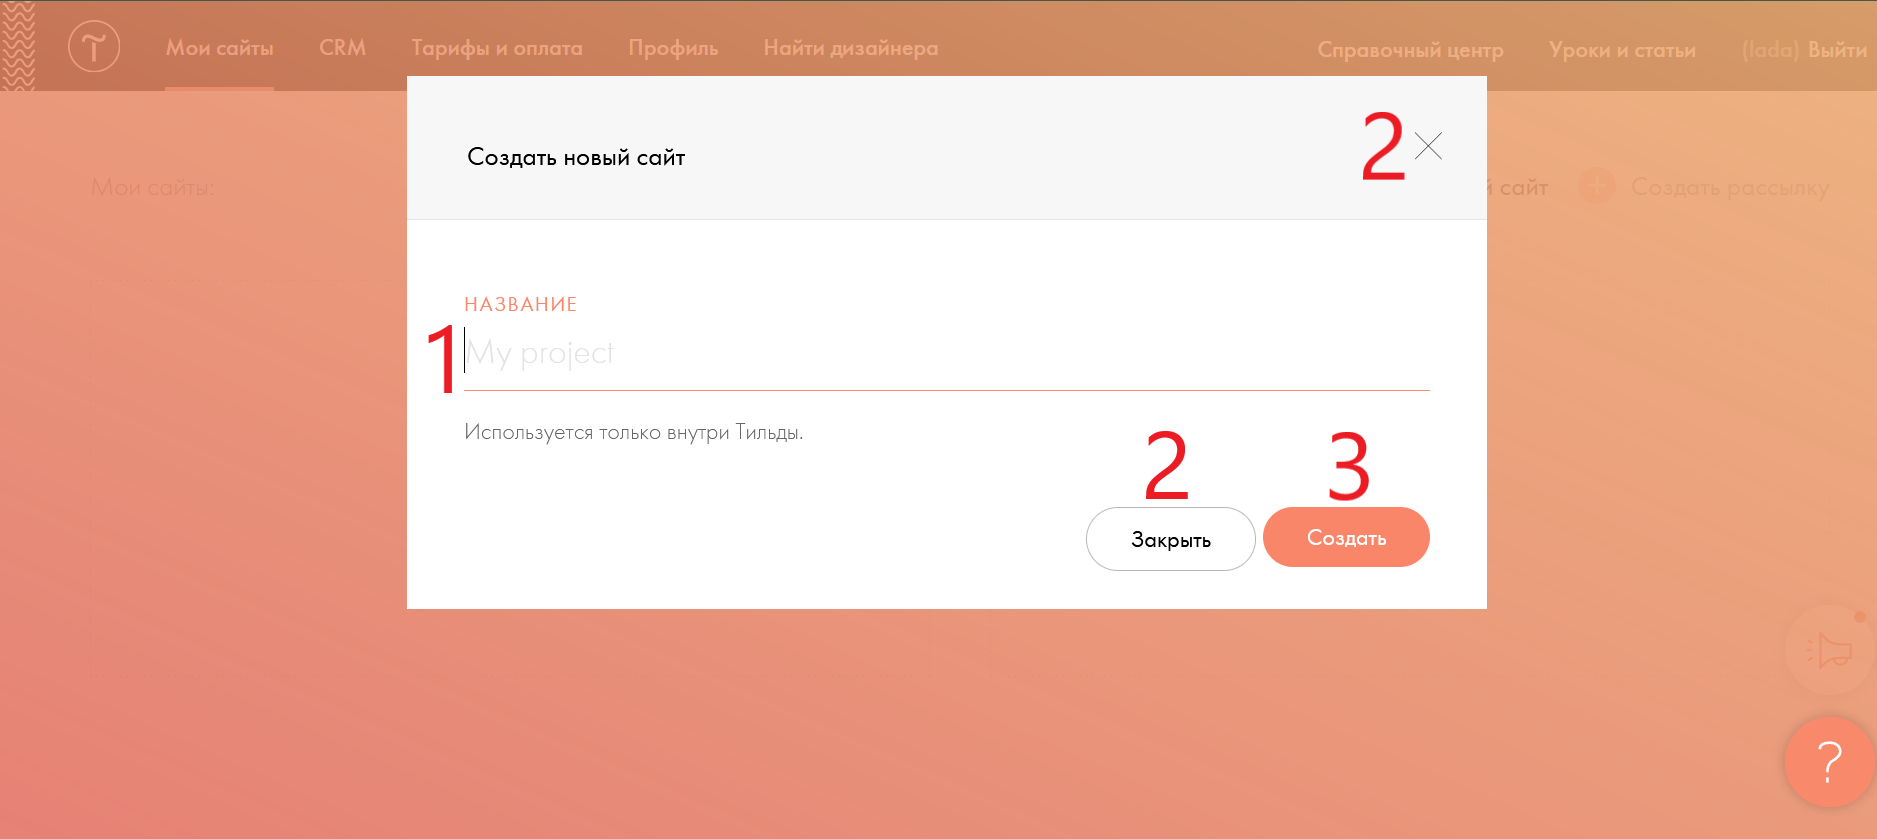 Мои сайты CRM Тарифы и оплата Профиль Найти дизайнера Справочный центр Уроки и статьи (lada) Выйти
Создать новый сайт 2
Мои сайты: й сайт + Создать рассылку
НАЗВАНИЕ
1 My project
Используется только внутри Тильды.
2 3
Закрыть Создать
?